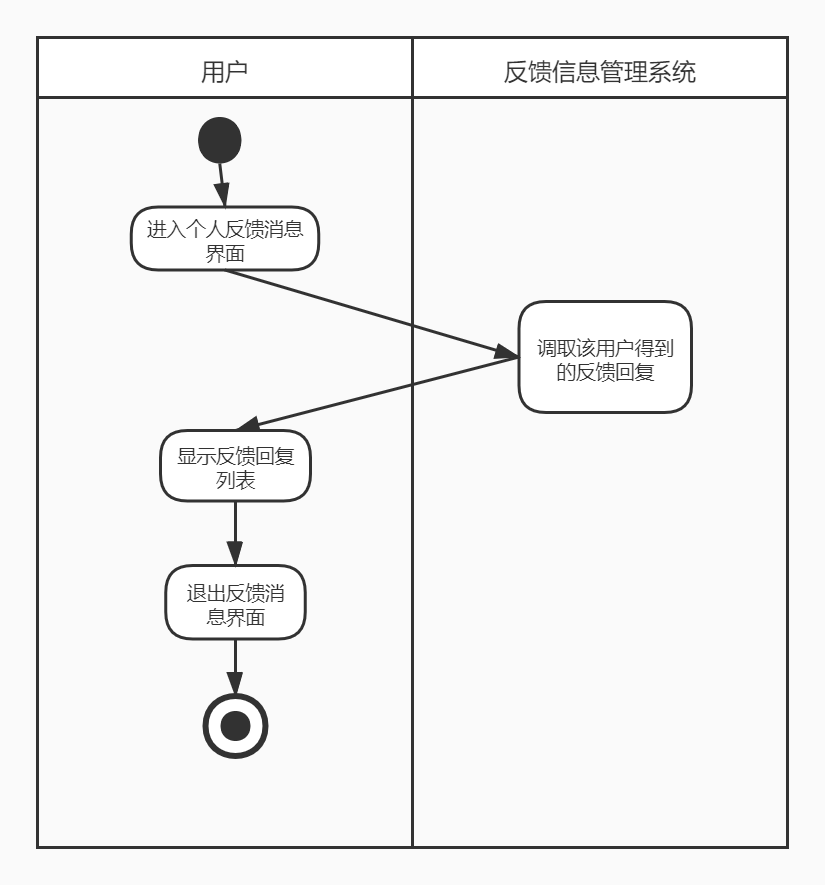 用户
反馈信息管理系统
进入个人反馈消息
界面
调取该用户得到
的反馈回复
显示反馈回复
列表
退出反馈消
息界面